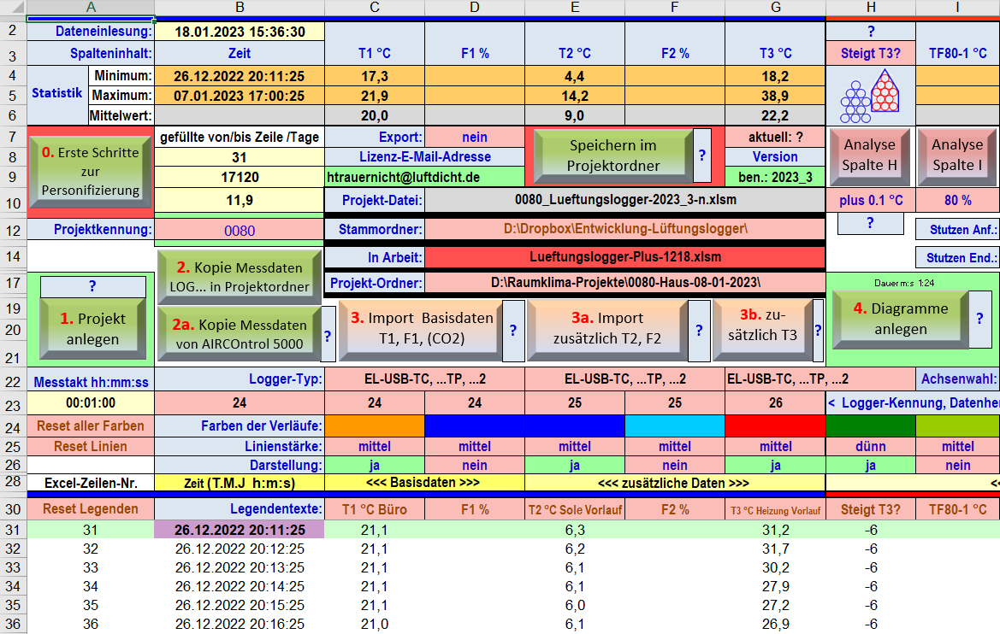 A B C D E F G H I
2 Dateneinlesung: 18.01.2023 15:36:30 ?
3 Spalteninhalt: Zeit T1 °C F1 % T2 °C F2 % T3 °C Steigt T3? TF80-1 °C
4 Minimum: 26.12.2022 20:11:25 17,3 4,4 18,2
Statistik
5 Maximum: 07.01.2023 17:00:25 21,9 14,2 38,9
6 Mittelwert: 20,0 9,0 22,2
7 gefüllte von/bis Zeile /Tage Export: nein aktuell: ?
0. Erste Schritte
zur
Personifizierung
Speichern im
Projektordner
?
Analyse
Spalte H
Analyse
Spalte I
8 31 Lizenz-E-Mail-Adresse Version
9 17120 htrauernicht@luftdicht.de ben.: 2023_3
10 11,9 Projekt-Datei: 0080_Lueftungslogger-2023_3-n.xlsm plus 0.1 °C 80 %
?
12 Projektkennung: 0080 Stammordner: D:\Dropbox\Entwicklung-Lüftungslogger\ Stutzen Anf.:
14 In Arbeit: Lueftungslogger-Plus-1218.xlsm Stutzen End.:
2. Kopie Messdaten
LOG... in Projektordner
17 ? Projekt-Ordner: D:\Raumklima-Projekte\0080-Haus-08-01-2023\ Dauer m:s 1:24
19
20
21
1. Projekt
anlegen
2a. Kopie Messdaten
von AIRCOntrol 5000
?
3. Import Basisdaten
T1, F1, (CO2)
?
3a. Import
zusätzlich T2, F2
?
3b. zu-
sätzlich T3
?
4. Diagramme
anlegen
?
22 Messtakt hh:mm:ss Logger-Typ: EL-USB-TC, ...TP, ...2 EL-USB-TC, ...TP, ...2 EL-USB-TC, ...TP, ...2 Achsenwahl:
23 00:01:00 24 24 24 25 25 26 < Logger-Kennung, Datenhe
24 Reset aller Farben Farben der Verläufe:
25 Reset Linien Linienstärke: mittel mittel mittel mittel mittel dünn mittel
26 Darstellung: ja nein ja nein ja ja nein
28 Excel-Zeilen-Nr. Zeit (T.M.J h:m:s) <<< Basisdaten >>> <<< zusätzliche Daten >>> <<
30 Reset Legenden Legendentexte: T1 °C Büro F1 % T2 °C Sole Vorlauf F2 % T3 °C Heizung Vorlauf Steigt T3? TF80-1 °C
31 31 26.12.2022 20:11:25 21,1 6,3 31,2 -6
32 32 26.12.2022 20:12:25 21,1 6,2 31,7 -6
33 33 26.12.2022 20:13:25 21,1 6,1 30,2 -6
34 34 26.12.2022 20:14:25 21,1 6,1 27,9 -6
35 35 26.12.2022 20:15:25 21,1 6,0 27,2 -6
36 36 26.12.2022 20:16:25 21,0 6,1 26,9 -6